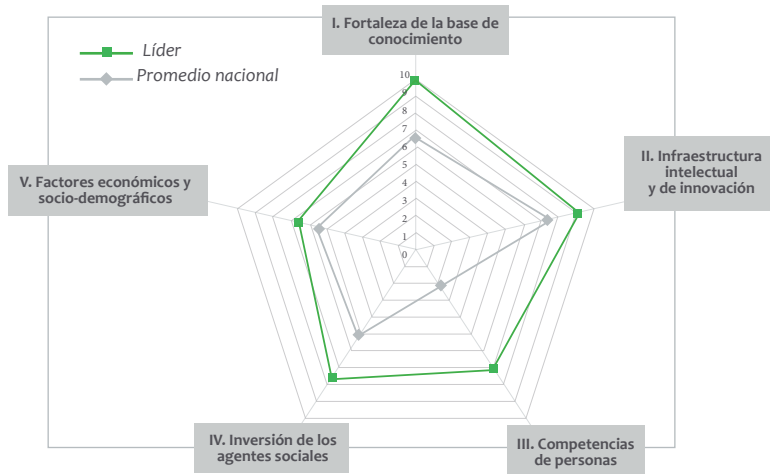 I. Fortaleza de la base de
conocimiento
Líder
Promedio nacional
10
9
8
7
6
5
4
3
2
1
0
II. Infraestructura
intelectual
y de innovación
V. Factores económicos y
socio-demográficos
IV. Inversión de los
agentes sociales
III. Competencias
de personas